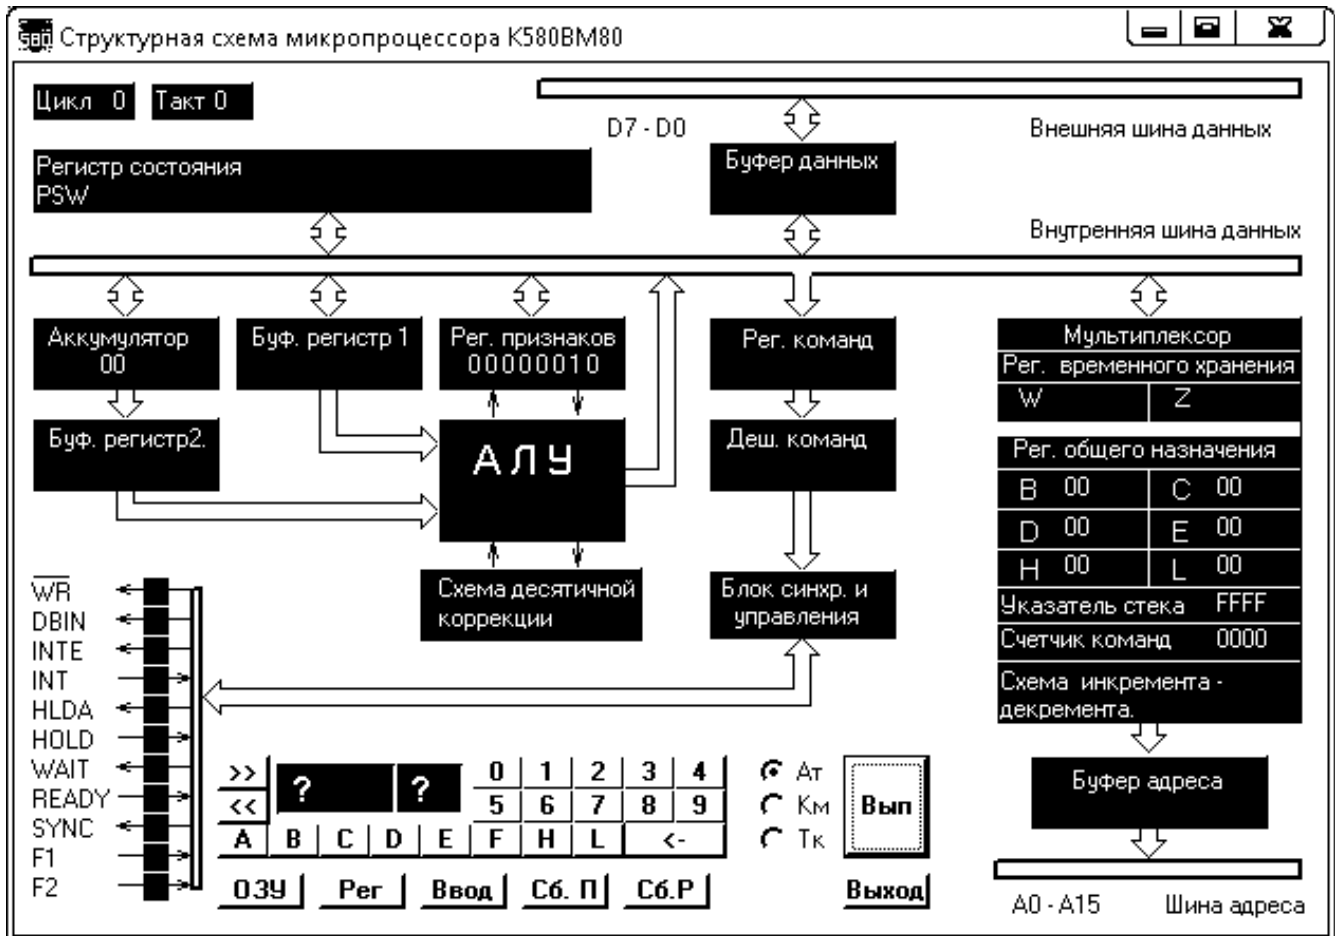 580 Структурная схема микропроцессора К580ВМ80
Цикл 0 Такт 0
D7 - D0
Внешняя шина данных
Регистр состояния
PSW
Буфер данных
Внутренняя шина данных
Аккумулятор
00
Буф. регистр 1
Рег. признаков
00000010
Рег. команд
Мультиплексор
Рег. временного хранения
W Z
Буф. регистр2.
АЛУ
Деш. команд
Рег. общего назначения
B 00 C 00
D 00 E 00
H 00 L 00
Схема десятичной
коррекции
Блок синхр. и
управления
Указатель стека FFFF
Счетчик команд 0000
Схема инкремента -
декремента.
WR
DBIN
INTE
INT
HLDA
HOLD
WAIT
READY
SYNC
F1
F2
>> ? ? 0 1 2 3 4
<< 5 6 7 8 9
A B C D E F H L <-
Ат
Км
Тк
Вып
Буфер адреса
ОЗУ Рег Ввод Сб. П Сб.Р Выход
A0 - A15 Шина адреса